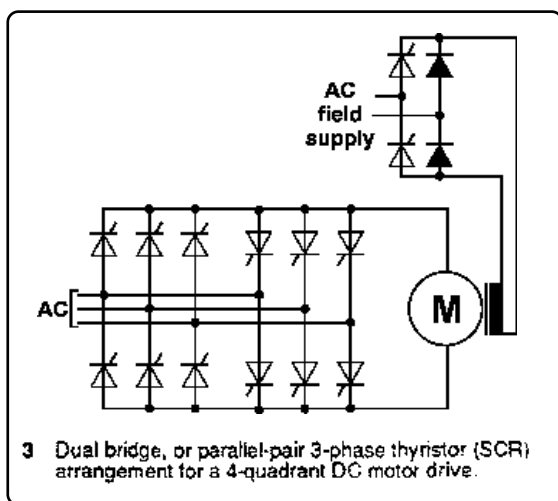 AC
field
supply
AC
M
3 Dual bridge, or parallel-pair 3-phase thyristor (SCR)
arrangement for a 4-quadrant DC motor drive.